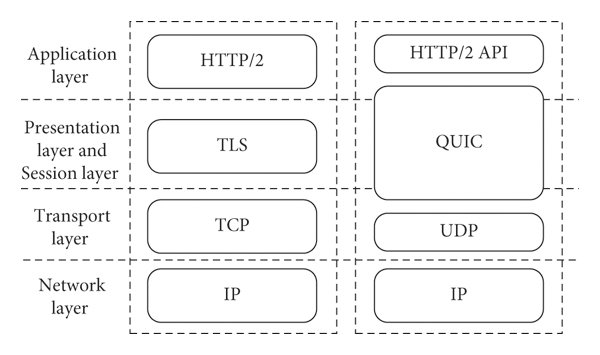 Application
layer
HTTP/2
HTTP/2 API
Presentation
layer and
Session layer
TLS
QUIC
Transport
layer
TCP
UDP
Network
layer
IP
IP